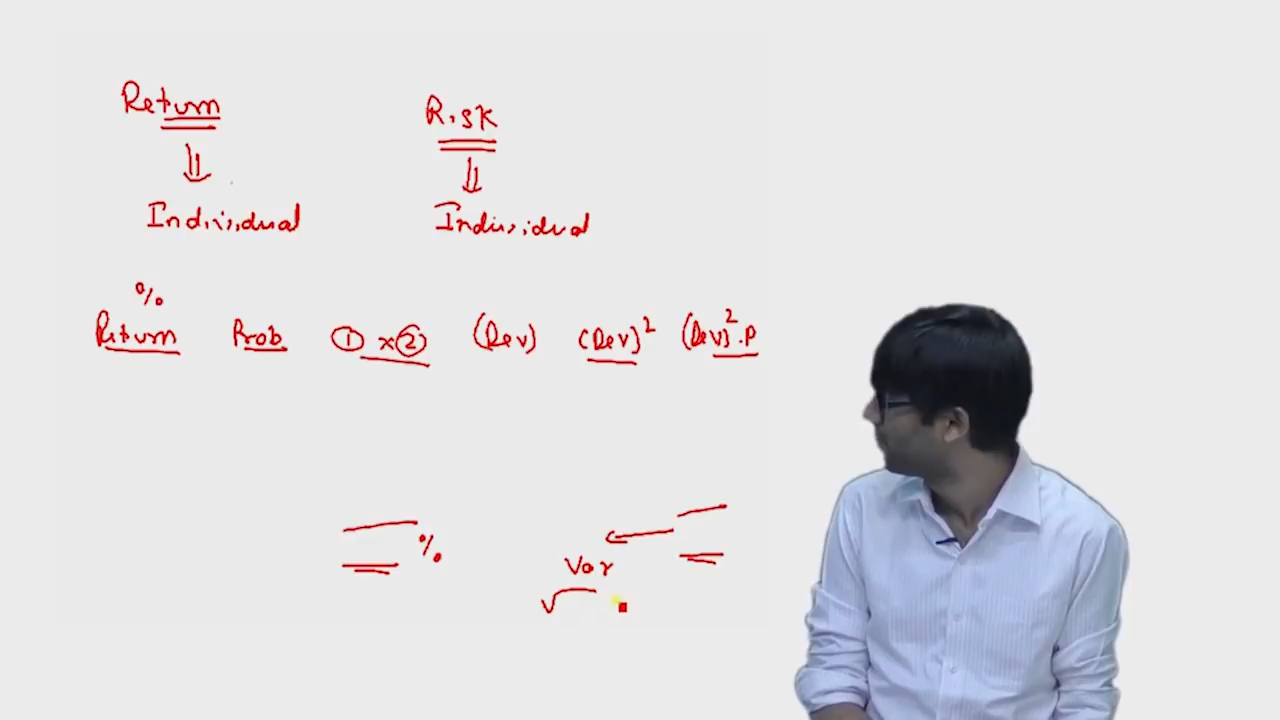 Return Risk
Individual Individual
%
Return Prob ① × ② (Dev) (Dev)² (Dev)².P
%
Var
√